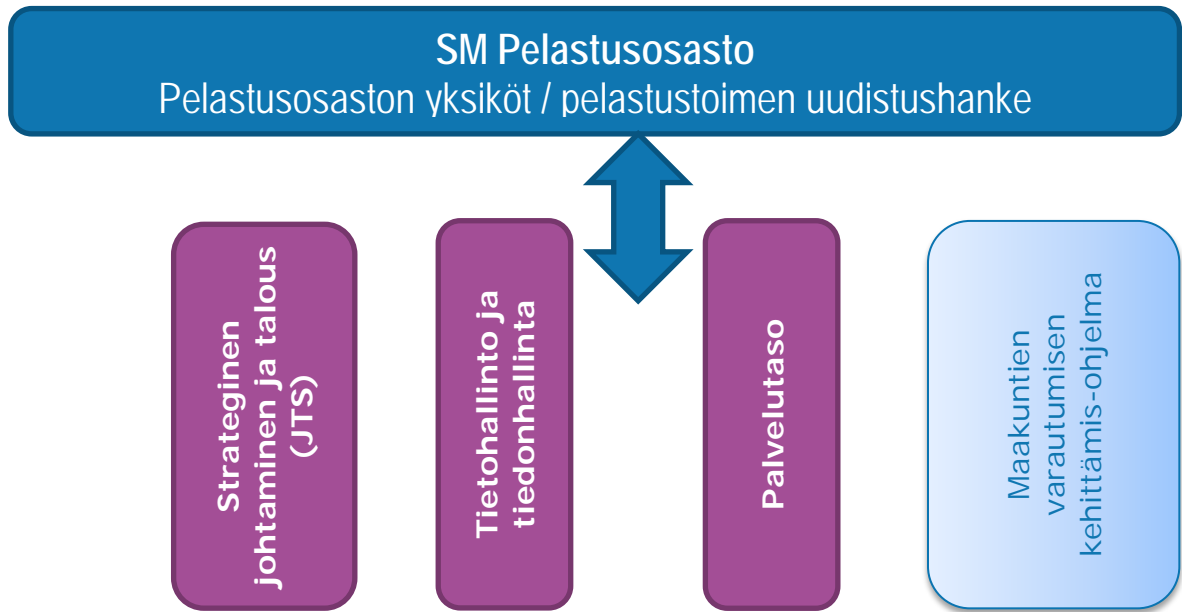 SM Pelastusosasto
Pelastusosaston yksiköt / pelastustoimen uudistushanke
Strateginen
johtaminen ja talous
(JTS)
Tietohallinto ja
tiedonhallinta
Palvelutaso
Maakuntien
varautumisen
kehittämis-ohjelma